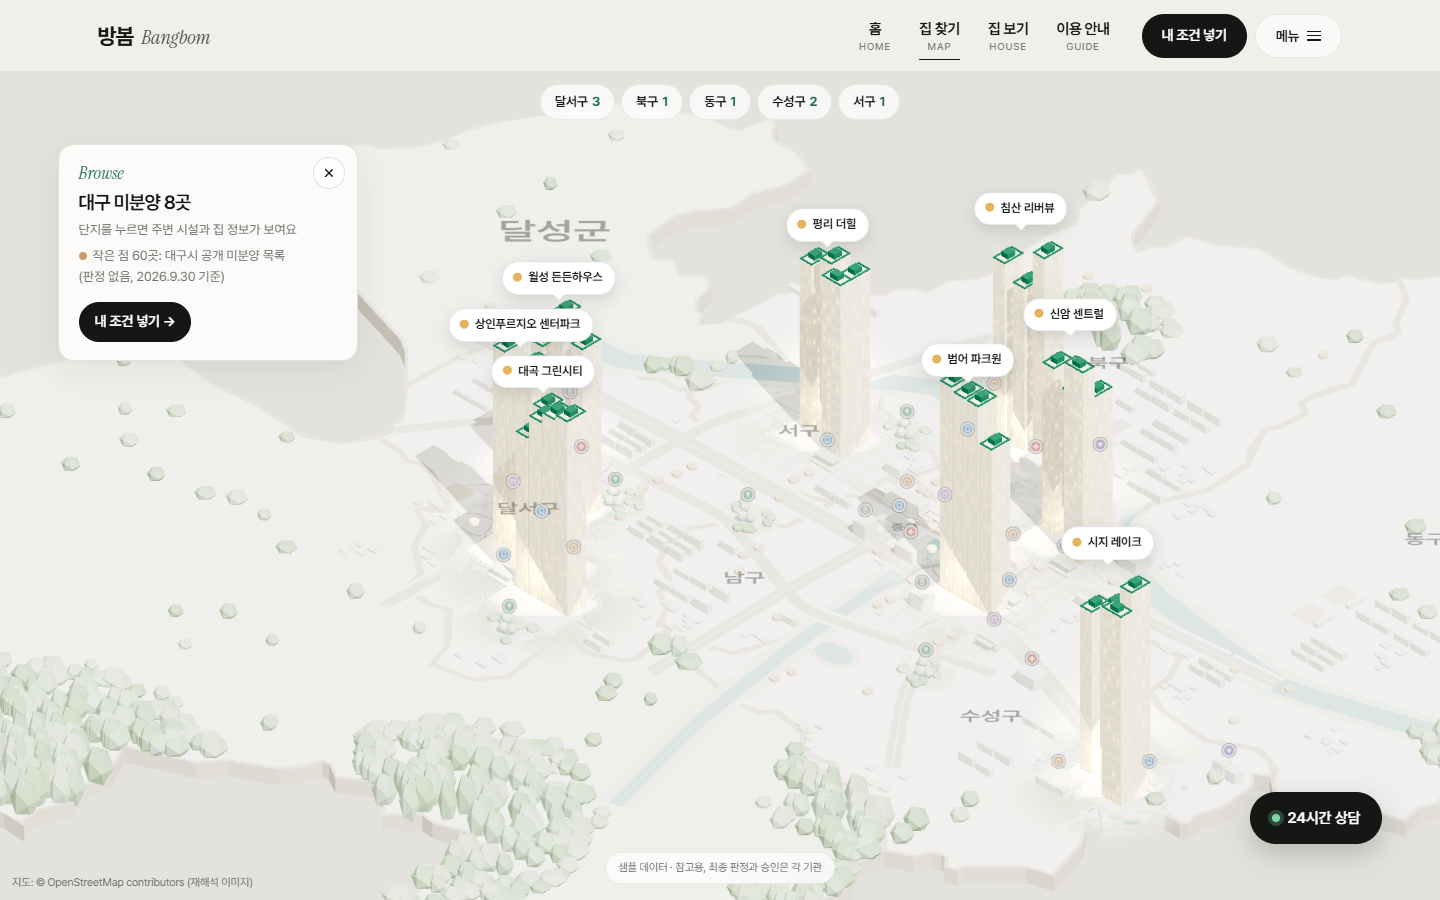 방봄 Bangbom
홈
HOME
집 찾기
MAP
집 보기
HOUSE
이용 안내
GUIDE
내 조건 넣기
메뉴
달서구 3
북구 1
동구 1
수성구 2
서구 1
Browse
대구 미분양 8곳
단지를 누르면 주변 시설과 집 정보가 보여요
작은 점 60곳: 대구시 공개 미분양 목록
(판정 없음, 2026.9.30 기준)
내 조건 넣기 →
달성군
침산 리버뷰
평리 더힐
월성 든든하우스
상인푸르지오 센터파크
신암 센트럴
범어 파크원
북구
대곡 그린시티
서구
달서구
중구
시지 레이크
동구
남구
수성구
24시간 상담
샘플 데이터 · 참고용, 최종 판정과 승인은 각 기관
지도: © OpenStreetMap contributors (재해석 이미지)